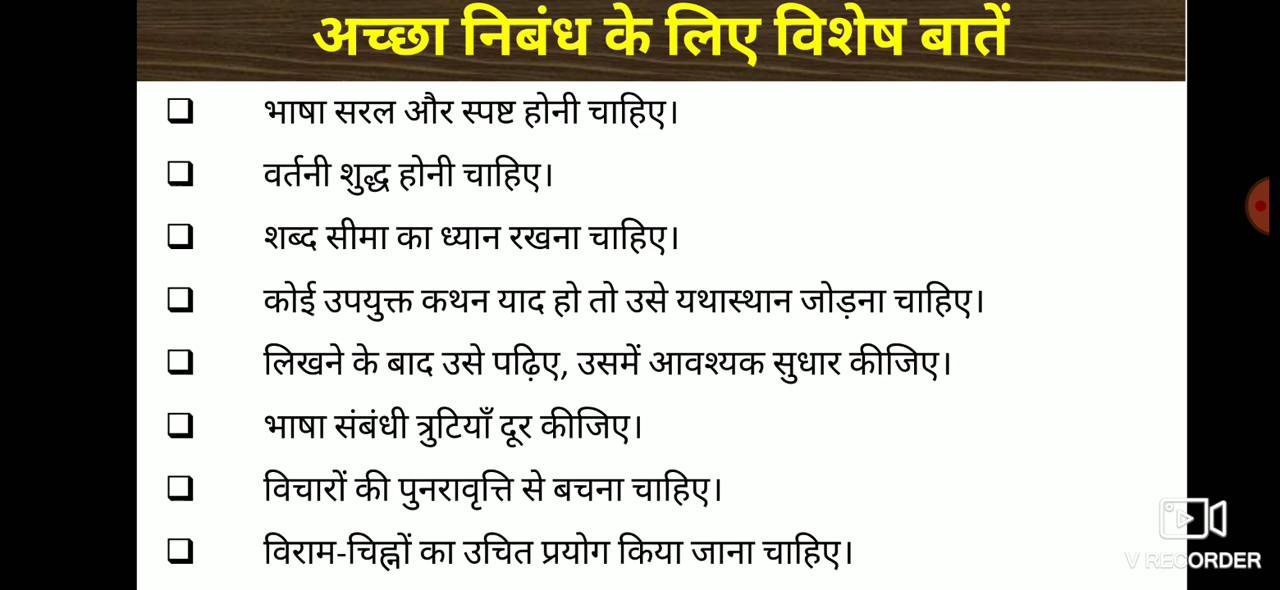 अच्छा निबंध के लिए विशेष बातें
भाषा सरल और स्पष्ट होनी चाहिए।
वर्तनी शुद्ध होनी चाहिए।
शब्द सीमा का ध्यान रखना चाहिए।
कोई उपयुक्त कथन याद हो तो उसे यथास्थान जोड़ना चाहिए।
लिखने के बाद उसे पढ़िए, उसमें आवश्यक सुधार कीजिए।
भाषा संबंधी त्रुटियाँ दूर कीजिए।
विचारों की पुनरावृत्ति से बचना चाहिए।
विराम-चिह्नों का उचित प्रयोग किया जाना चाहिए।
V RECORDER